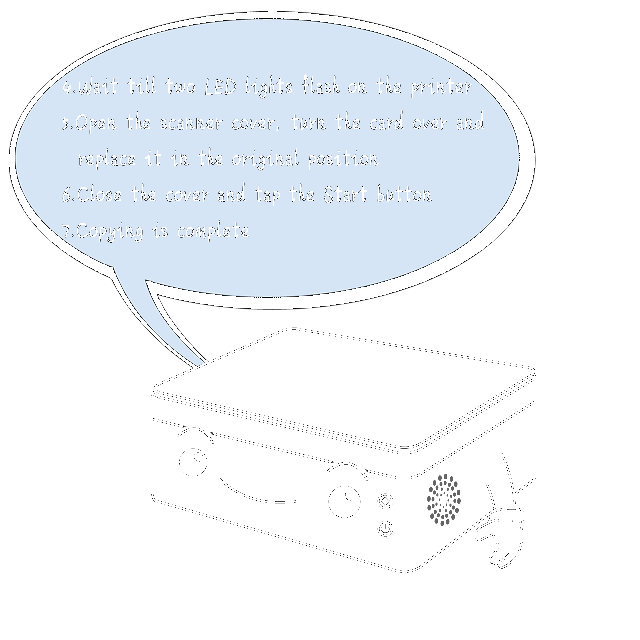 4.Wait till two LED lights flash on the printer
5.Open the scanner cover, turn the card over and
replace it in the original position
6.Close the cover and tap the Start button
7.Copying is complete